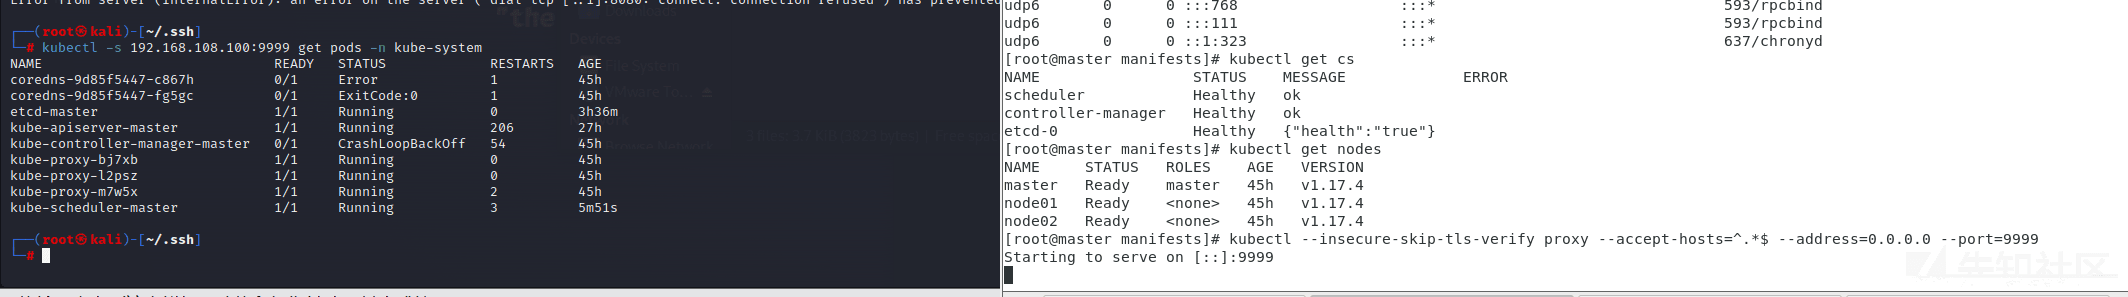 Error from server (InternalError): an error on the server ("dial tcp [::1]:8080: connect: connection refused") has prevented
┌──(root㉿kali)-[~/.ssh]
└─# kubectl -s 192.168.108.100:9999 get pods -n kube-system
NAME READY STATUS RESTARTS AGE
coredns-9d85f5447-c867h 0/1 Error 1 45h
coredns-9d85f5447-fg5gc 0/1 ExitCode:0 1 45h
etcd-master 1/1 Running 0 3h36m
kube-apiserver-master 1/1 Running 206 27h
kube-controller-manager-master 0/1 CrashLoopBackOff 54 45h
kube-proxy-bj7xb 1/1 Running 0 45h
kube-proxy-l2psz 1/1 Running 0 45h
kube-proxy-m7w5x 1/1 Running 2 45h
kube-scheduler-master 1/1 Running 3 5m51s
┌──(root㉿kali)-[~/.ssh]
└─#
udp6 0 0 :::768 :::* 593/rpcbind
udp6 0 0 :::111 :::* 593/rpcbind
udp6 0 0 ::1:323 :::* 637/chronyd
[root@master manifests]# kubectl get cs
NAME STATUS MESSAGE ERROR
scheduler Healthy ok
controller-manager Healthy ok
etcd-0 Healthy {"health":"true"}
[root@master manifests]# kubectl get nodes
NAME STATUS ROLES AGE VERSION
master Ready master 45h v1.17.4
node01 Ready <none> 45h v1.17.4
node02 Ready <none> 45h v1.17.4
[root@master manifests]# kubectl --insecure-skip-tls-verify proxy --accept-hosts=^.*$ --address=0.0.0.0 --port=9999
Starting to serve on [::]:9999
先知社区